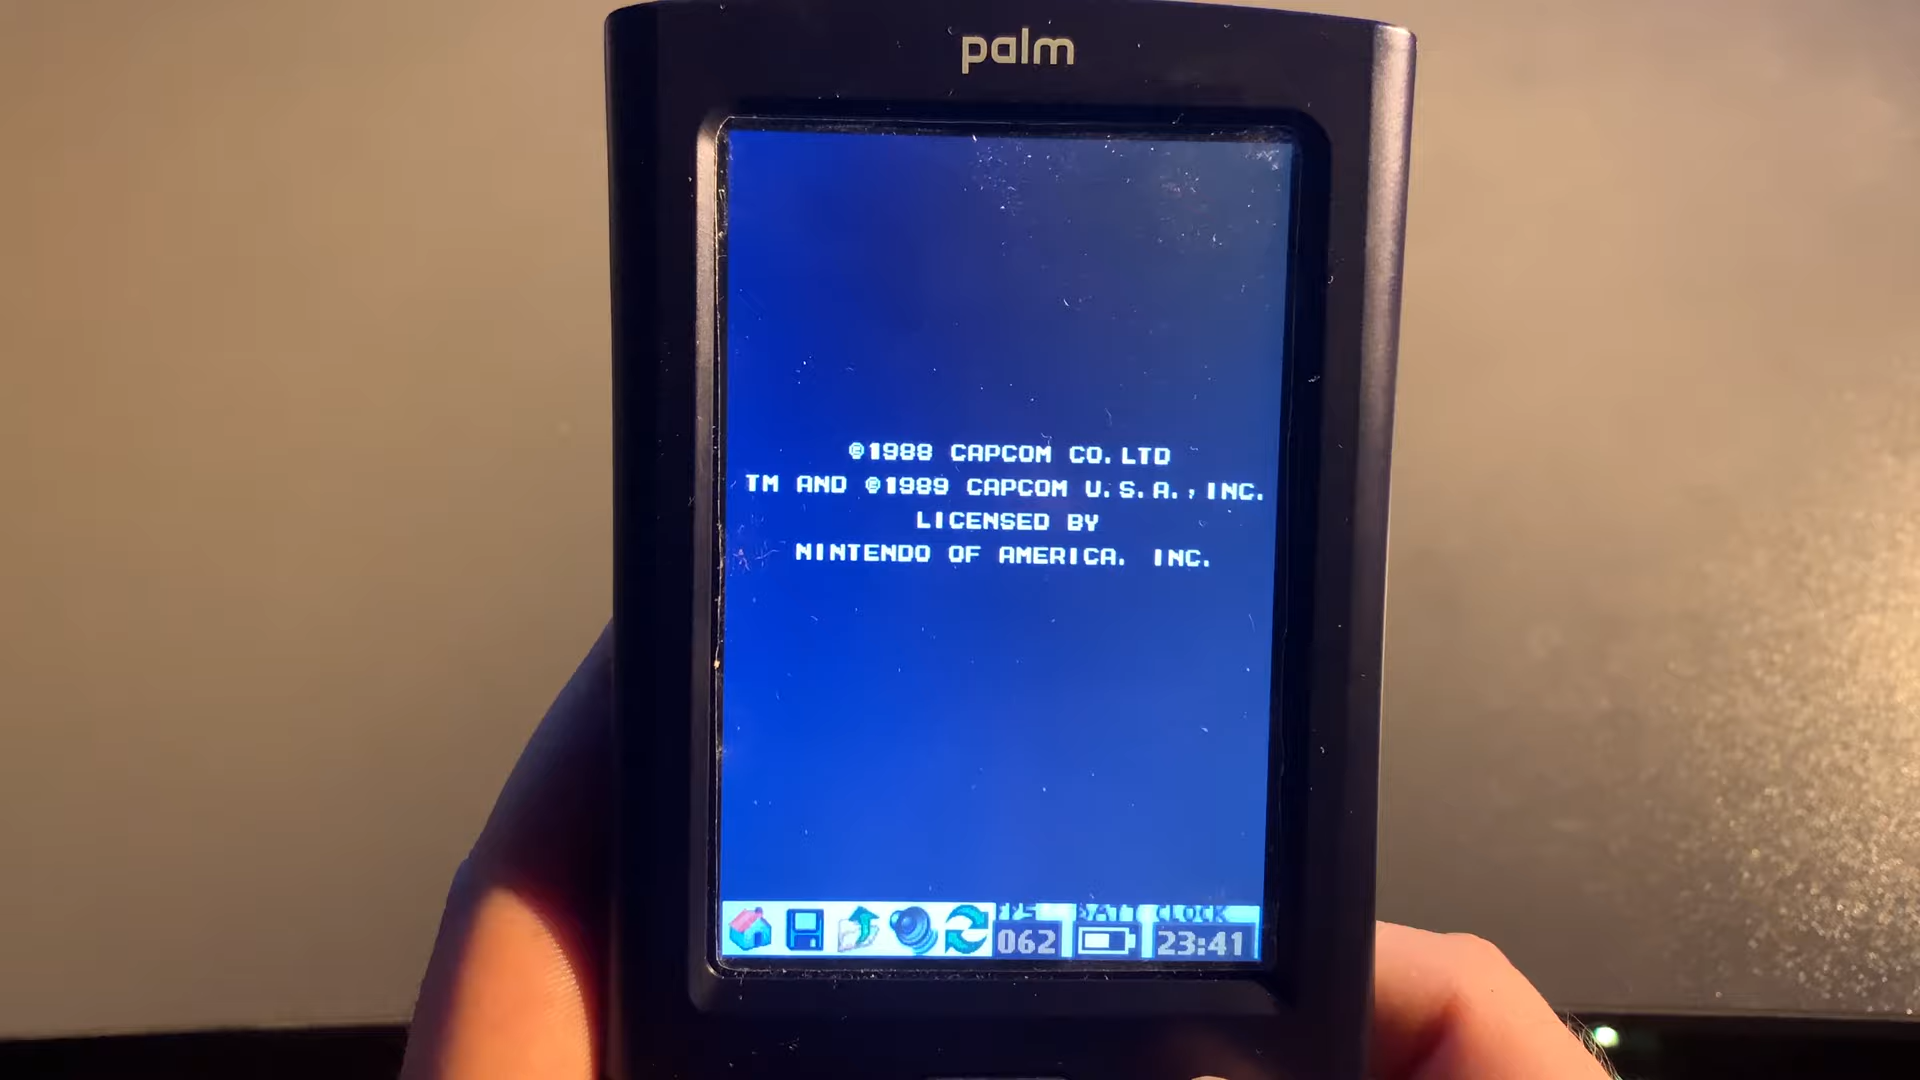 palm
©1988 CAPCOM CO.LTD
TM AND ©1989 CAPCOM U.S.A., INC.
LICENSED BY
NINTENDO OF AMERICA. INC.
FPS BATT CLOCK
062 23:41